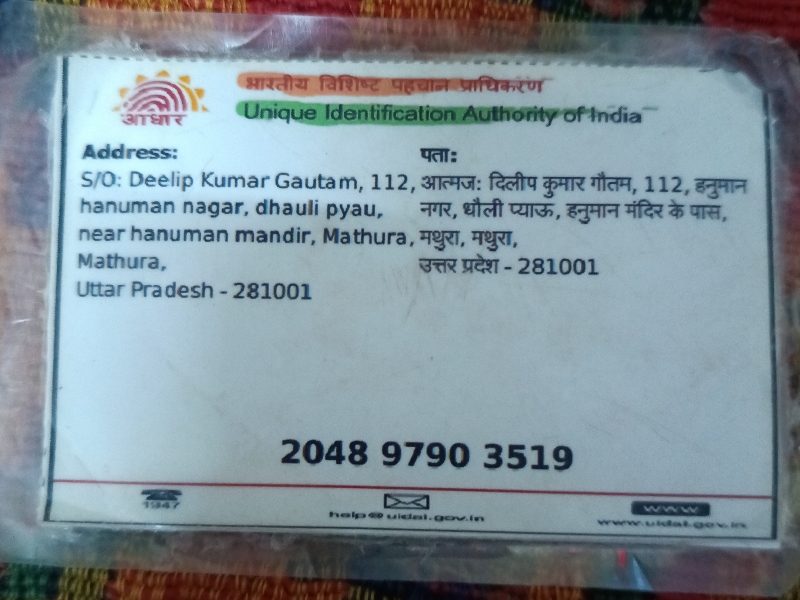 भारतीय विशिष्ट पहचान प्राधिकरण
आधार
Unique Identification Authority of India
Address:
S/O: Deelip Kumar Gautam, 112,
hanuman nagar, dhauli pyau,
near hanuman mandir, Mathura,
Mathura,
Uttar Pradesh - 281001
पता:
आत्मज: दिलीप कुमार गौतम, 112, हनुमान
नगर, धौली प्याऊ, हनुमान मंदिर के पास,
मथुरा, मथुरा,
उत्तर प्रदेश - 281001
2048 9790 3519
1947
help@uidai.gov.in
www
www.uidai.gov.in